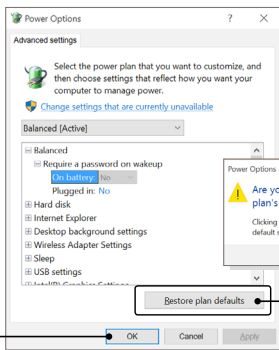 Power Options
Advanced settings
Select the power plan that you want to customize, and
then choose settings that reflect how you want your
computer to manage power.
Change settings that are currently unavailable
Balanced [Active]
Balanced
Require a password on wakeup
On battery: No
Plugged in: No
Hard disk
Internet Explorer
Desktop background settings
Wireless Adapter Settings
Sleep
USB settings
Intel(R) Graphics Settings
Power Options
Are
plan's
Clicking
default
Restore plan defaults
OK
Cancel
Apply